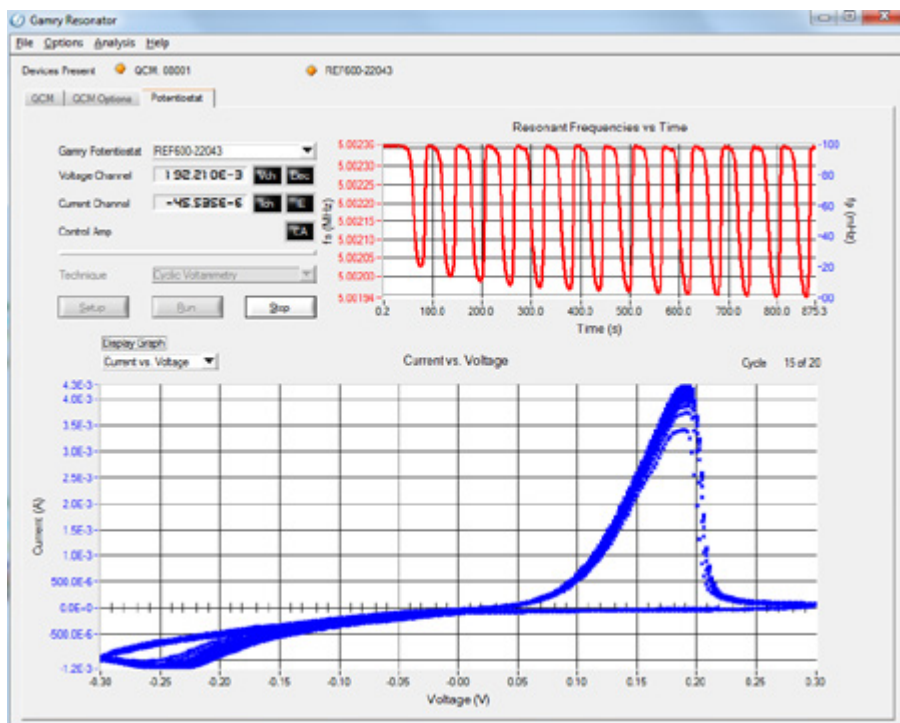 Gamry Resonator
File Options Analysis Help
Devices Present QCM: 00001 REF600-22043
QCM QCM Options Potentiostat
Gamry Potentiostat REF600-22043
Voltage Channel 192.210E-3 Vch Dec
Current Channel -45.535E-6 Ich IE
Control Amp CA
Technique Cyclic Voltammetry
Setup Run Stop
Resonant Frequencies vs Time
fs (MHz)
5.00236
5.00230
5.00225
5.00220
5.00215
5.00210
5.00205
5.00200
5.00194
-100
-80
-60
-40
-20
-00
fp (mHz)
0.2 100.0 200.0 300.0 400.0 500.0 600.0 700.0 800.0 875.3
Time (s)
Display Graph
Current vs. Voltage
Current vs. Voltage
Cycle 15 of 20
Current (A)
4.3E-3
4.0E-3
3.5E-3
3.0E-3
2.5E-3
2.0E-3
1.5E-3
1.0E-3
500.0E-6
0.0E-0
-500.0E-6
-1.2E-3
-0.30 -0.25 -0.20 -0.15 -0.10 -0.05 -0.00 0.05 0.10 0.15 0.20 0.25 0.30
Voltage (V)